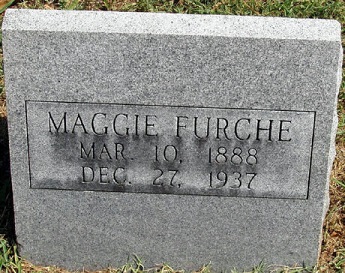 MAGGIE FURCHE
MAR. 10, 1888
DEC. 27, 1937